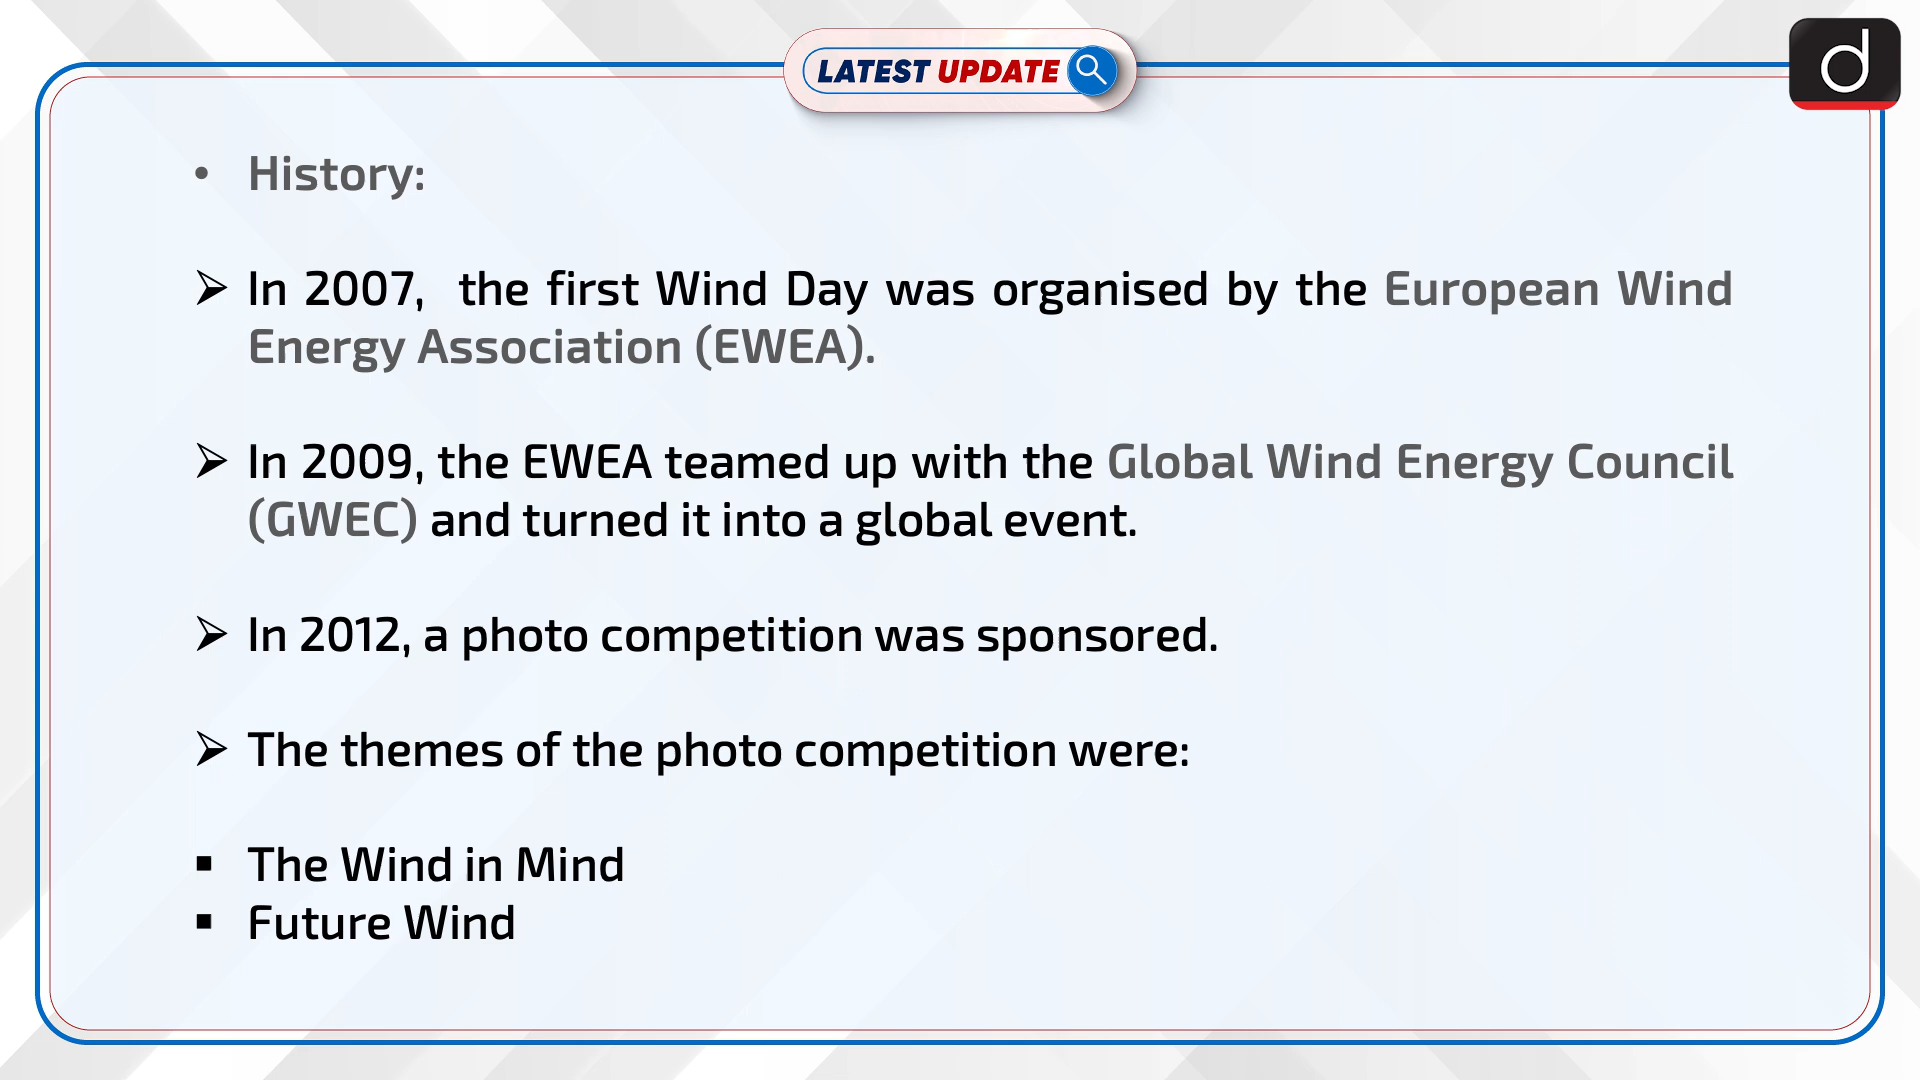 LATEST UPDATE
d
• History:
➢ In 2007, the first Wind Day was organised by the European Wind
Energy Association (EWEA).
➢ In 2009, the EWEA teamed up with the Global Wind Energy Council
(GWEC) and turned it into a global event.
➢ In 2012, a photo competition was sponsored.
➢ The themes of the photo competition were:
▪ The Wind in Mind
▪ Future Wind